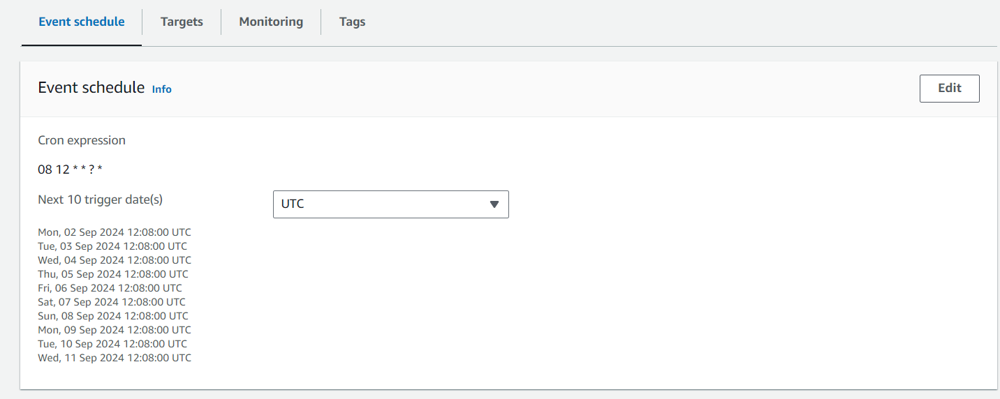 Event schedule
Targets
Monitoring
Tags
Event schedule Info
Edit
Cron expression
08 12 * * ? *
Next 10 trigger date(s)
UTC
Mon, 02 Sep 2024 12:08:00 UTC
Tue, 03 Sep 2024 12:08:00 UTC
Wed, 04 Sep 2024 12:08:00 UTC
Thu, 05 Sep 2024 12:08:00 UTC
Fri, 06 Sep 2024 12:08:00 UTC
Sat, 07 Sep 2024 12:08:00 UTC
Sun, 08 Sep 2024 12:08:00 UTC
Mon, 09 Sep 2024 12:08:00 UTC
Tue, 10 Sep 2024 12:08:00 UTC
Wed, 11 Sep 2024 12:08:00 UTC